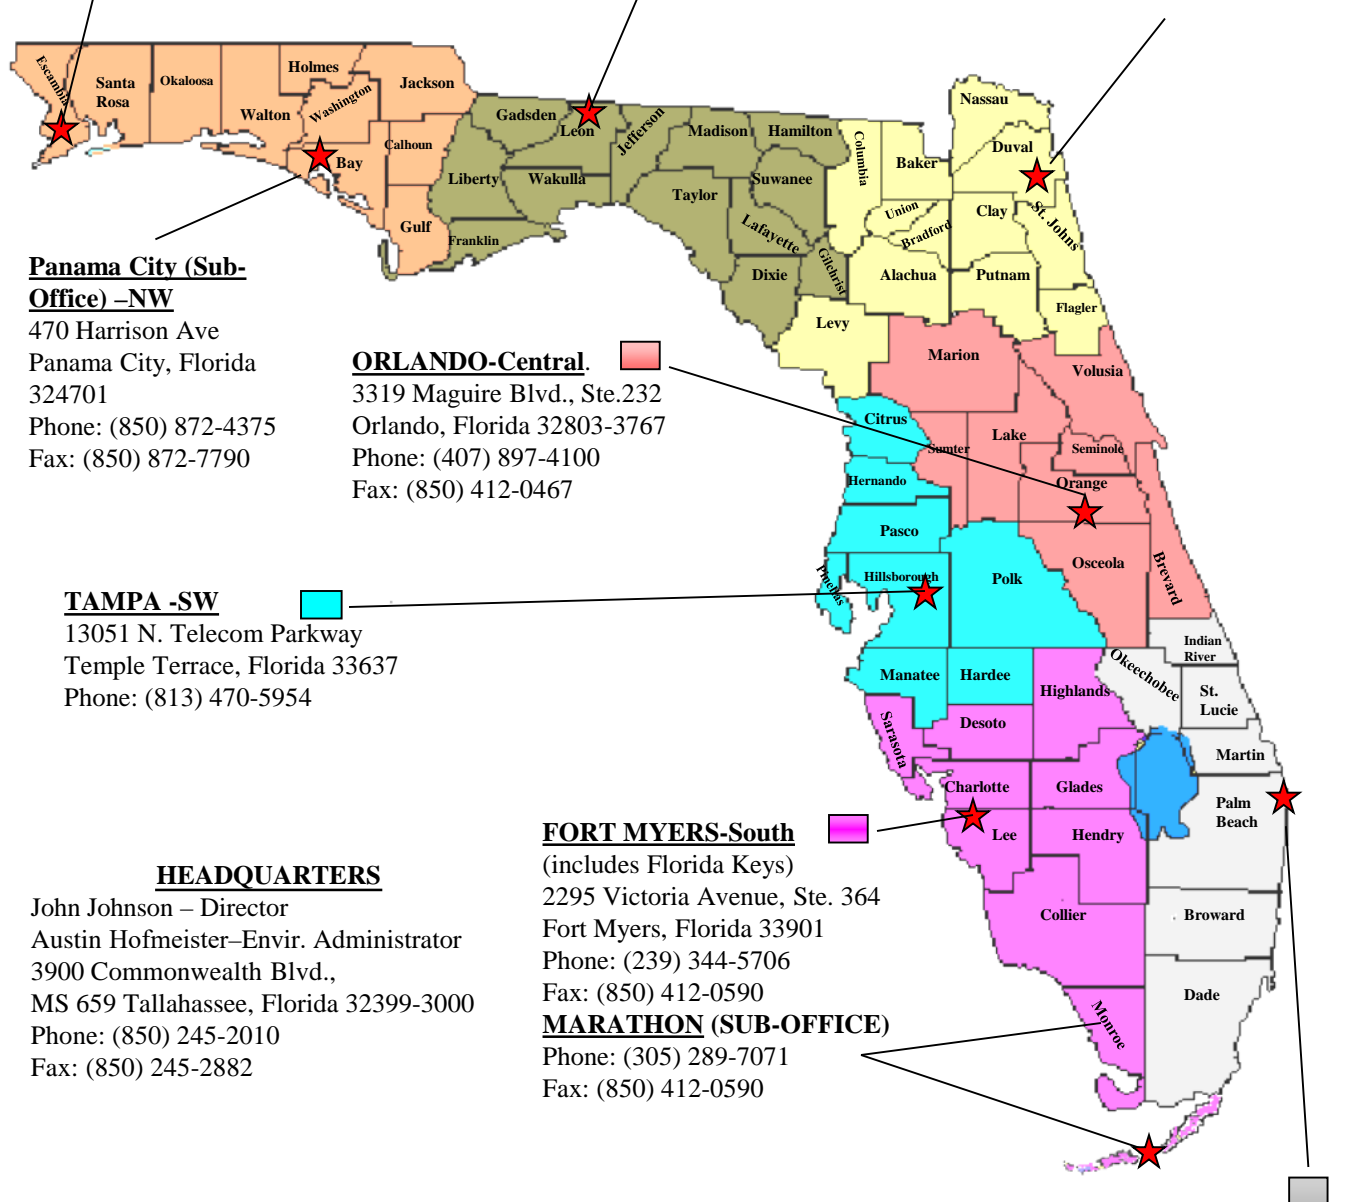 Escambia
Santa
Rosa
Okaloosa
Walton
Holmes
Washington
Jackson
Bay
Calhoun
Gulf
Gadsden
Leon
Jefferson
Madison
Hamilton
Liberty
Wakulla
Franklin
Taylor
Suwanee
Lafayette
Dixie
Gilchrist
Columbia
Baker
Nassau
Duval
Union
Bradford
Clay
St. Johns
Alachua
Putnam
Flagler
Levy
Marion
Volusia
Citrus
Sumter
Lake
Seminole
Orange
Hernando
Pasco
Pinellas
Hillsborough
Polk
Osceola
Brevard
Indian
River
Manatee
Hardee
Highlands
Okeechobee
St.
Lucie
Sarasota
Desoto
Martin
Charlotte
Glades
Palm
Beach
Lee
Hendry
Collier
Broward
Dade
Monroe
Panama City (Sub-
Office) –NW
470 Harrison Ave
Panama City, Florida
324701
Phone: (850) 872-4375
Fax: (850) 872-7790
ORLANDO-Central.
3319 Maguire Blvd., Ste.232
Orlando, Florida 32803-3767
Phone: (407) 897-4100
Fax: (850) 412-0467
TAMPA -SW
13051 N. Telecom Parkway
Temple Terrace, Florida 33637
Phone: (813) 470-5954
HEADQUARTERS
John Johnson – Director
Austin Hofmeister–Envir. Administrator
3900 Commonwealth Blvd.,
MS 659 Tallahassee, Florida 32399-3000
Phone: (850) 245-2010
Fax: (850) 245-2882
FORT MYERS-South
(includes Florida Keys)
2295 Victoria Avenue, Ste. 364
Fort Myers, Florida 33901
Phone: (239) 344-5706
Fax: (850) 412-0590
MARATHON (SUB-OFFICE)
Phone: (305) 289-7071
Fax: (850) 412-0590